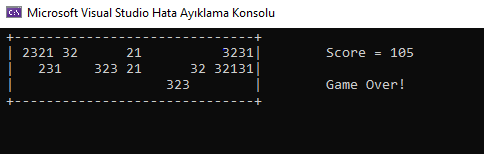 Microsoft Visual Studio Hata Ayıklama Konsolu
+------------------------------+
| 2321 32      21          3231|        Score = 105
|   231    323 21      32 32131|
|                   323        |        Game Over!
+------------------------------+